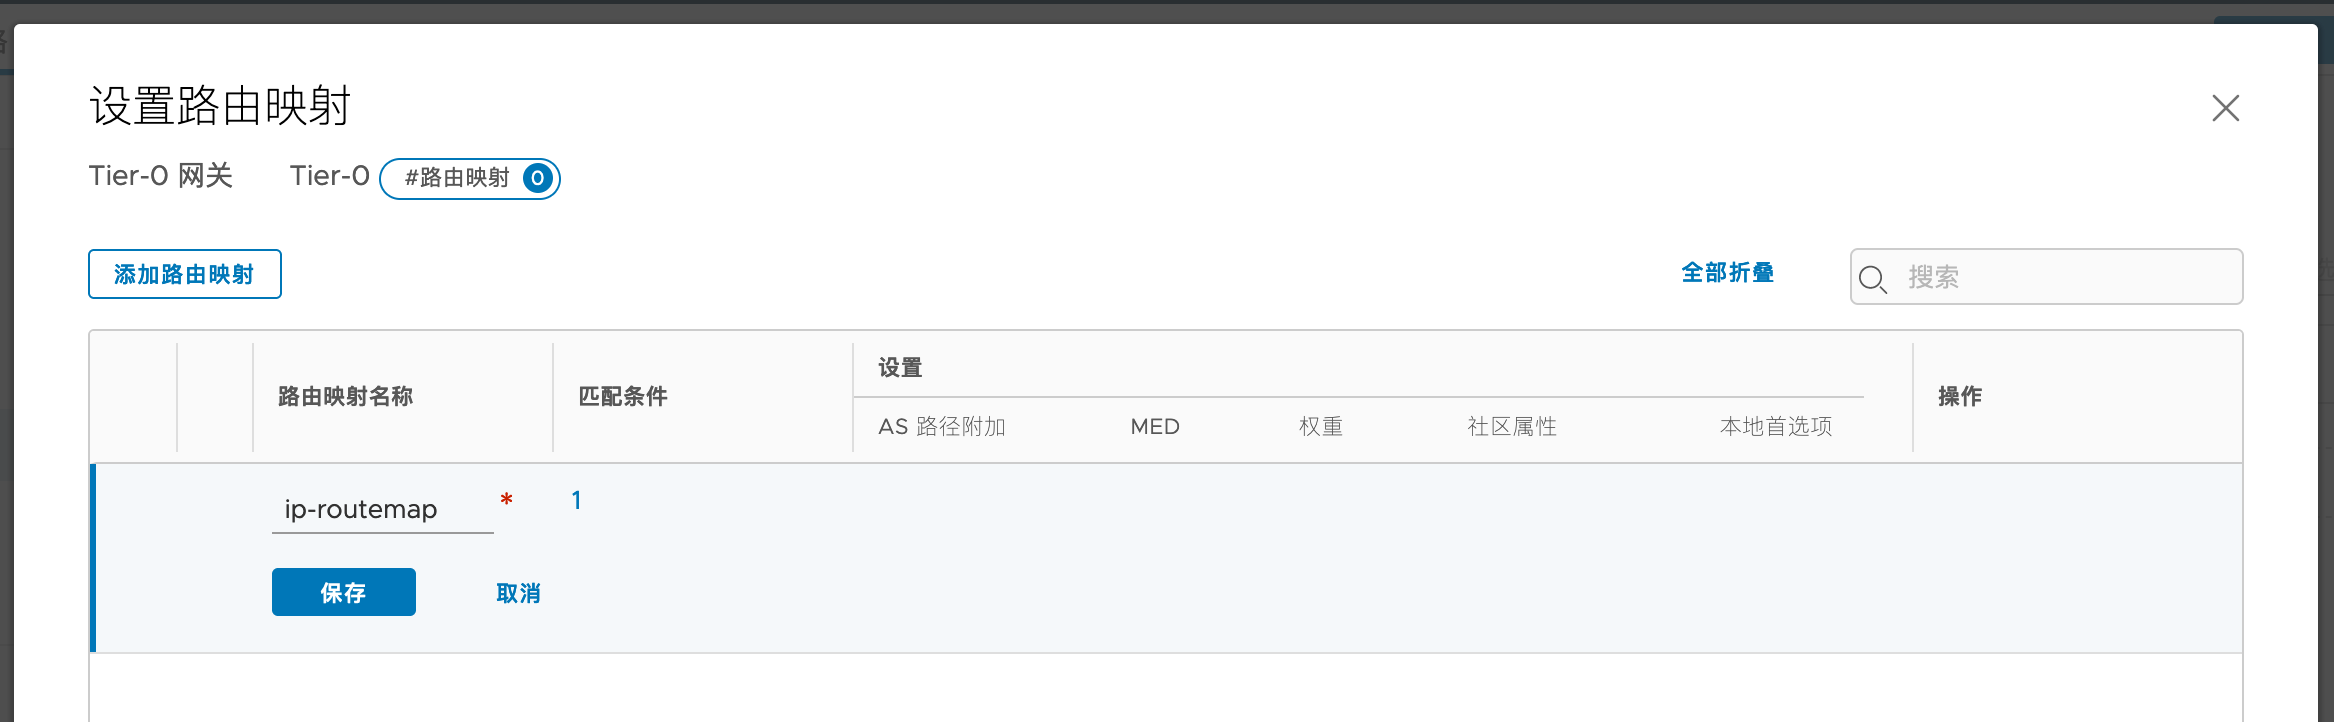 设置路由映射
Tier-0 网关 Tier-0 #路由映射 0
添加路由映射 全部折叠 搜索
路由映射名称 匹配条件 设置 操作
AS 路径附加 MED 权重 社区属性 本地首选项
ip-routemap * 1
保存 取消